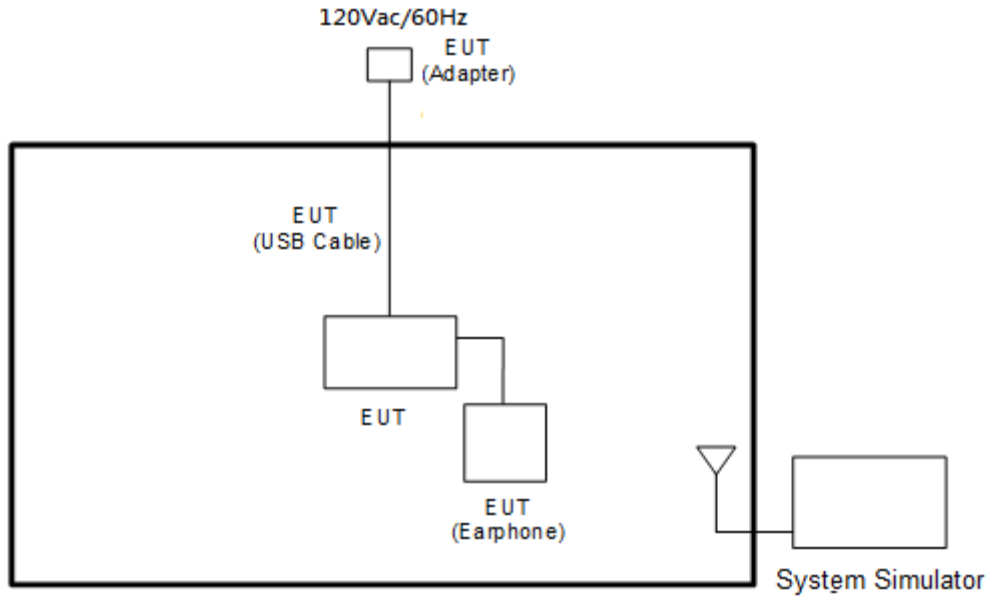 120Vac/60Hz
EUT
(Adapter)
EUT
(USB Cable)
EUT
EUT
(Earphone)
System Simulator